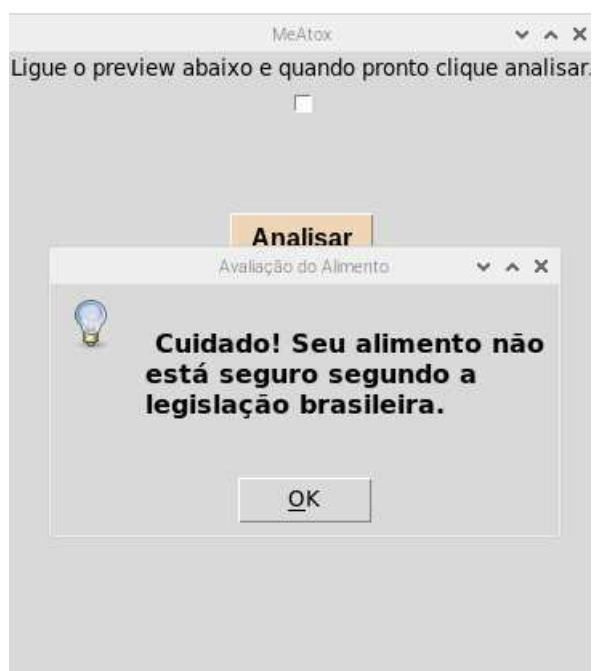 MeAtox
Ligue o preview abaixo e quando pronto clique analisar.
Analisar
Avaliação do Alimento
Cuidado! Seu alimento não
está seguro segundo a
legislação brasileira.
OK